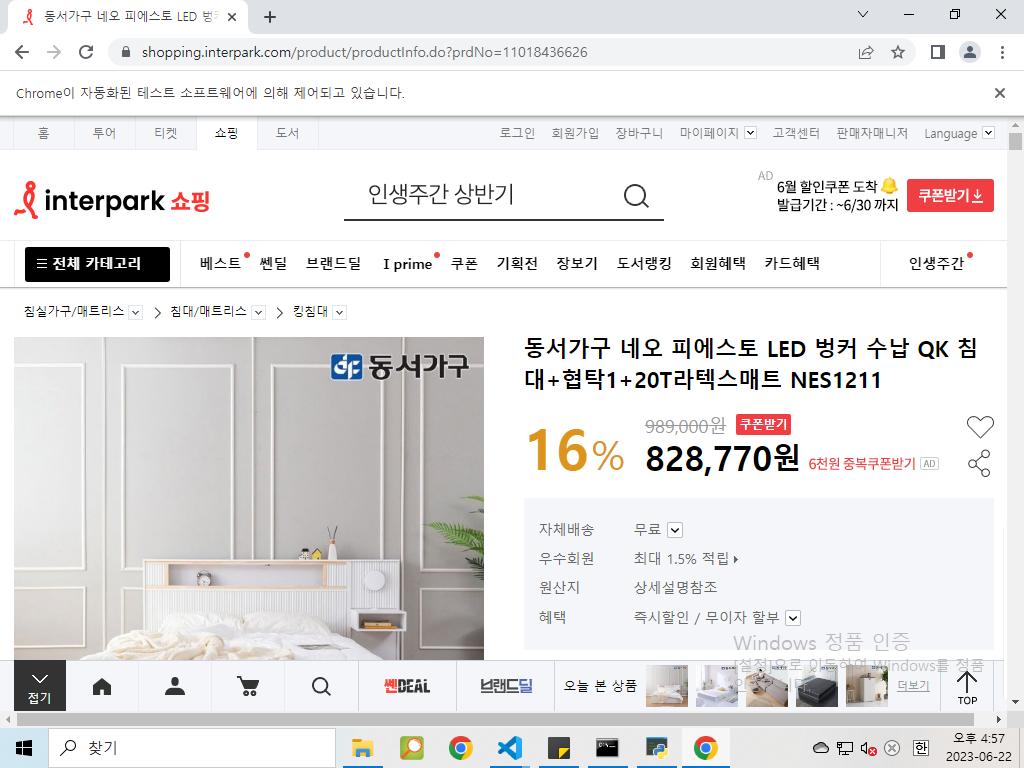 동서가구 네오 피에스토 LED 벙커
shopping.interpark.com/product/productInfo.do?prdNo=11018436626
Chrome이 자동화된 테스트 소프트웨어에 의해 제어되고 있습니다.
홈 투어 티켓 쇼핑 도서 로그인 회원가입 장바구니 마이페이지 고객센터 판매자매니저 Language
interpark 쇼핑
인생주간 상반기
AD
6월 할인쿠폰 도착
발급기간 : ~6/30 까지
쿠폰받기
전체 카테고리 베스트 쎈딜 브랜드딜 I prime 쿠폰 기획전 장보기 도서랭킹 회원혜택 카드혜택 인생주간
침실가구/매트리스 침대/매트리스 킹침대
동서가구
동서가구 네오 피에스토 LED 벙커 수납 QK 침
대+협탁1+20T라텍스매트 NES1211
16%
989,000원 쿠폰받기
828,770원 6천원 중복쿠폰받기 AD
자체배송 무료
우수회원 최대 1.5% 적립
원산지 상세설명참조
혜택 즉시할인 / 무이자 할부
Windows 정품 인증
[설정]으로 이동하여 Windows를 정품
접기
쎈DEAL
브랜드딜
오늘 본 상품
더보기
TOP
찾기
한
오후 4:57
2023-06-22